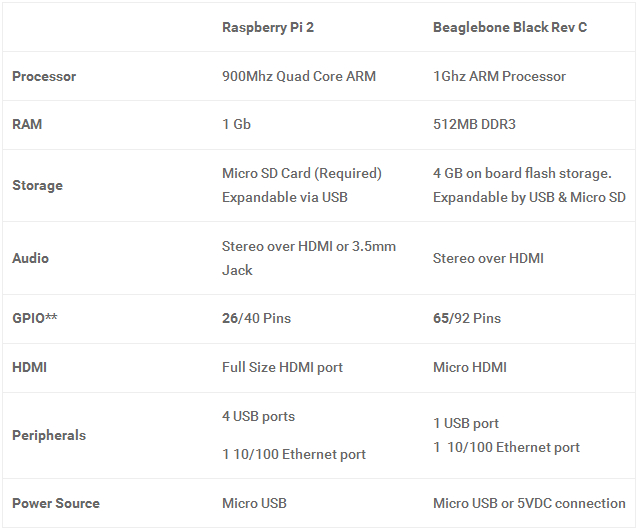 Raspberry Pi 2 Beaglebone Black Rev C
Processor 900Mhz Quad Core ARM 1Ghz ARM Processor
RAM 1 Gb 512MB DDR3
Storage
Micro SD Card (Required)
Expandable via USB
4 GB on board flash storage.
Expandable by USB & Micro SD
Audio
Stereo over HDMI or 3.5mm
Jack
Stereo over HDMI
GPIO** 26/40 Pins 65/92 Pins
HDMI Full Size HDMI port Micro HDMI
Peripherals
4 USB ports
1 10/100 Ethernet port
1 USB port
1 10/100 Ethernet port
Power Source Micro USB Micro USB or 5VDC connection